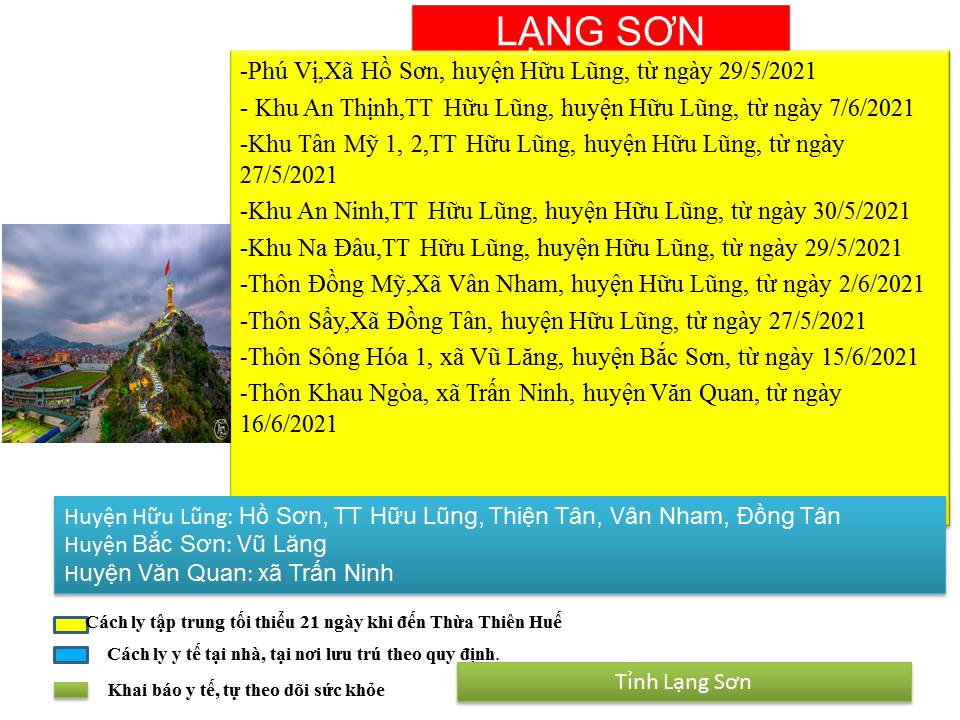 LẠNG SƠN
-Phú Vị,Xã Hồ Sơn, huyện Hữu Lũng, từ ngày 29/5/2021
- Khu An Thịnh,TT Hữu Lũng, huyện Hữu Lũng, từ ngày 7/6/2021
-Khu Tân Mỹ 1, 2,TT Hữu Lũng, huyện Hữu Lũng, từ ngày
27/5/2021
-Khu An Ninh,TT Hữu Lũng, huyện Hữu Lũng, từ ngày 30/5/2021
-Khu Na Đâu,TT Hữu Lũng, huyện Hữu Lũng, từ ngày 29/5/2021
-Thôn Đồng Mỹ,Xã Vân Nham, huyện Hữu Lũng, từ ngày 2/6/2021
-Thôn Sẩy,Xã Đồng Tân, huyện Hữu Lũng, từ ngày 27/5/2021
-Thôn Sông Hóa 1, xã Vũ Lăng, huyện Bắc Sơn, từ ngày 15/6/2021
-Thôn Khau Ngòa, xã Trấn Ninh, huyện Văn Quan, từ ngày
16/6/2021
Huyện Hữu Lũng: Hồ Sơn, TT Hữu Lũng, Thiện Tân, Vân Nham, Đồng Tân
Huyện Bắc Sơn: Vũ Lăng
Huyện Văn Quan: xã Trấn Ninh
Cách ly tập trung tối thiểu 21 ngày khi đến Thừa Thiên Huế
Cách ly y tế tại nhà, tại nơi lưu trú theo quy định.
Khai báo y tế, tự theo dõi sức khỏe
Tỉnh Lạng Sơn